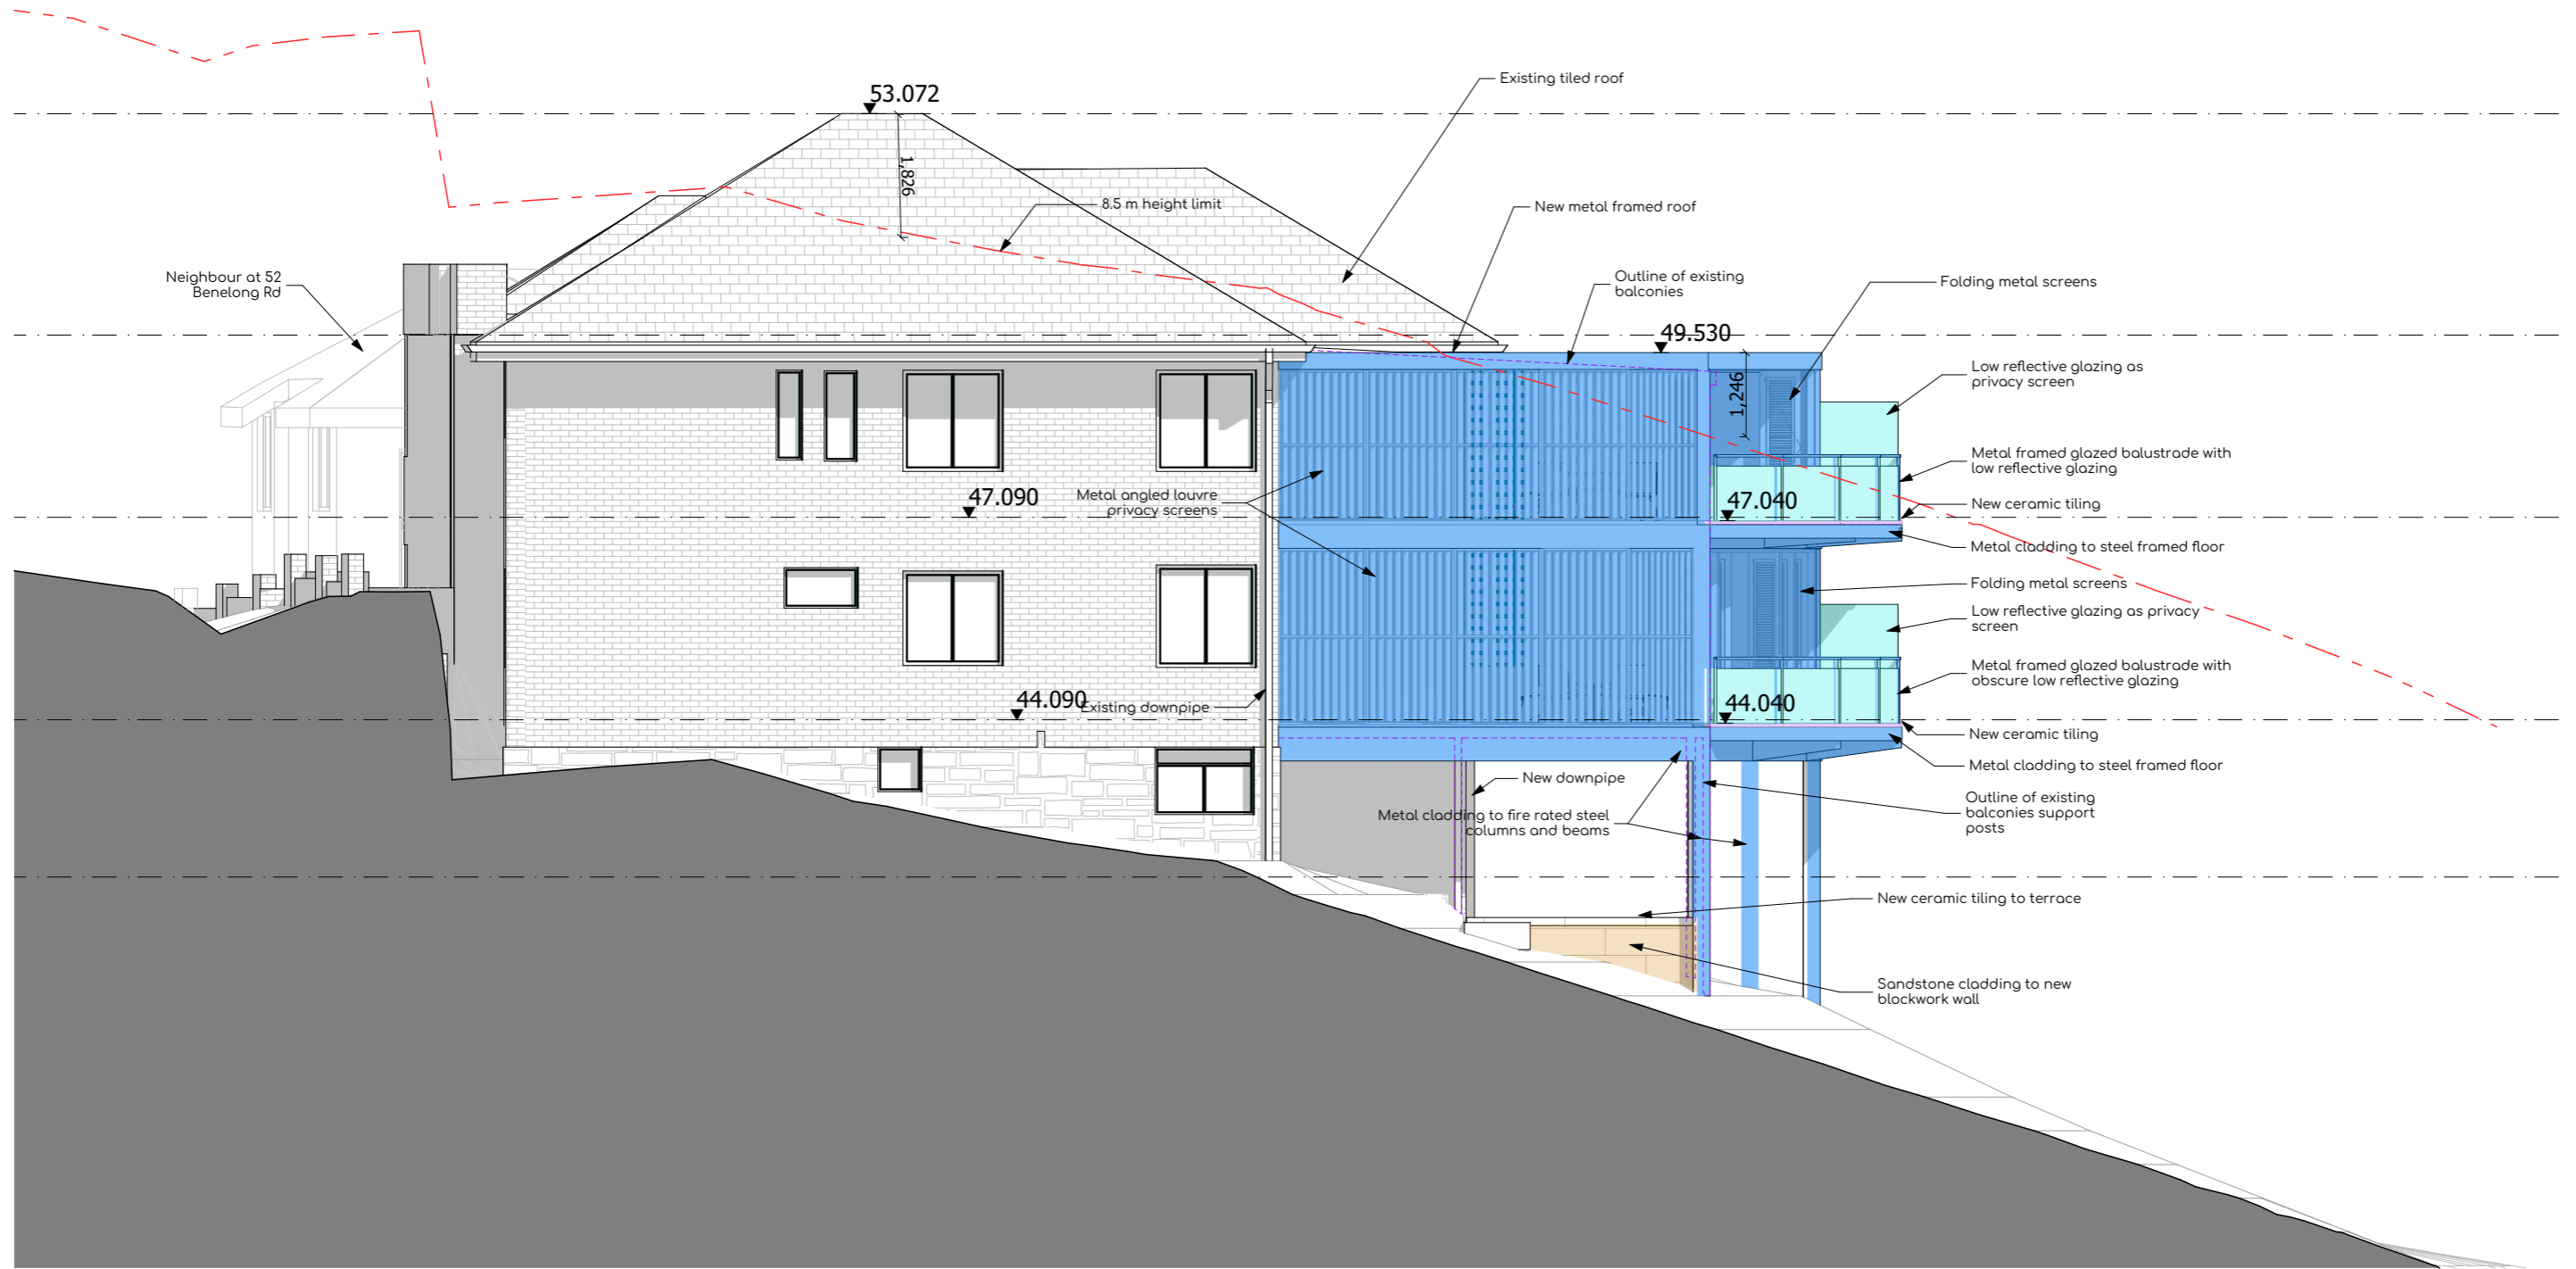 Existing tiled roof
53.072
1,826
8.5 m height limit
New metal framed roof
Neighbour at 52
Benelong Rd
Outline of existing
balconies
Folding metal screens
49.530
1,246
Low reflective glazing as
privacy screen
Metal framed glazed balustrade with
low reflective glazing
47.090
Metal angled louvre
privacy screens
47.040
New ceramic tiling
Metal cladding to steel framed floor
Folding metal screens
Low reflective glazing as privacy
screen
Metal framed glazed balustrade with
obscure low reflective glazing
44.090
Existing downpipe
44.040
New ceramic tiling
Metal cladding to steel framed floor
New downpipe
Outline of existing
balconies support
posts
Metal cladding to fire rated steel
columns and beams
New ceramic tiling to terrace
Sandstone cladding to new
blockwork wall